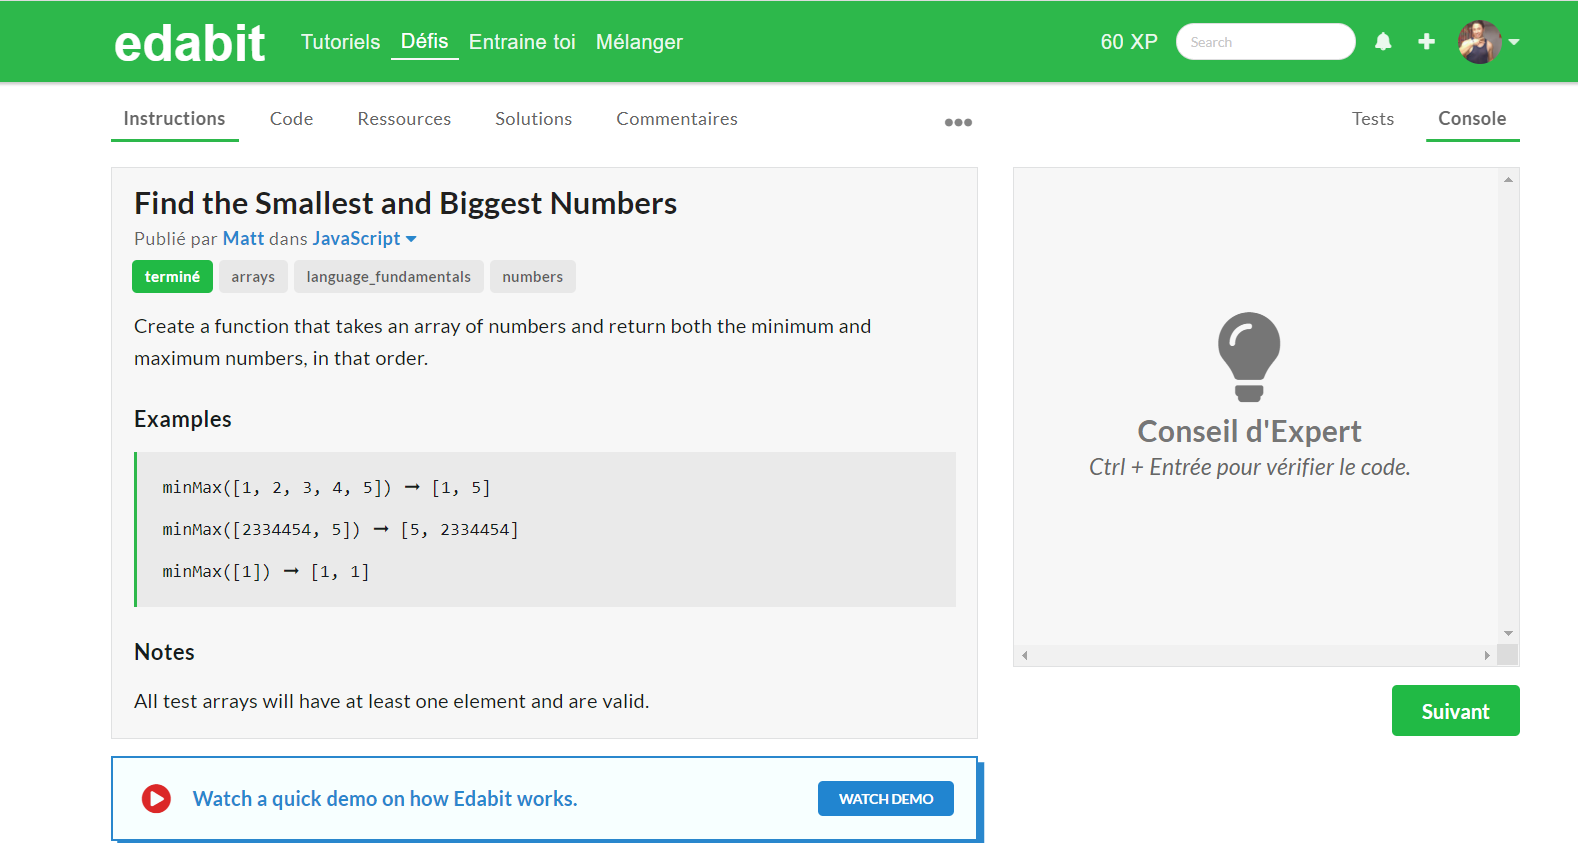 edabit Tutoriels Défis Entraine toi Mélanger 60 XP Search
Instructions Code Ressources Solutions Commentaires Tests Console
Find the Smallest and Biggest Numbers
Publié par Matt dans JavaScript
terminé arrays language_fundamentals numbers
Create a function that takes an array of numbers and return both the minimum and
maximum numbers, in that order.
Examples
minMax([1, 2, 3, 4, 5]) ➞ [1, 5]
minMax([2334454, 5]) ➞ [5, 2334454]
minMax([1]) ➞ [1, 1]
Notes
All test arrays will have at least one element and are valid.
Watch a quick demo on how Edabit works. WATCH DEMO
Conseil d'Expert
Ctrl + Entrée pour vérifier le code.
Suivant